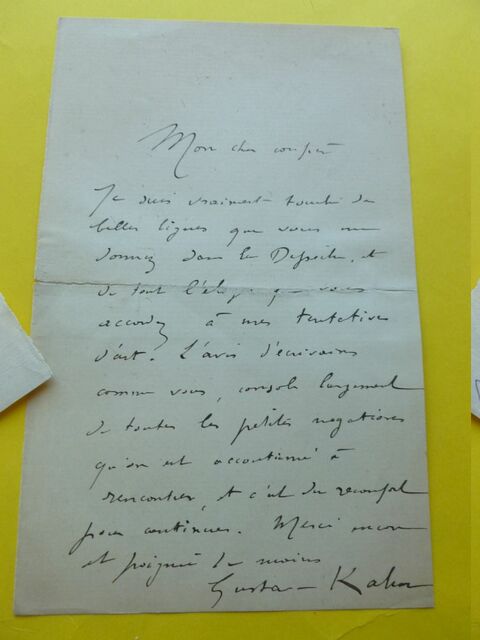 Mon cher confrère
Je suis vraiment touché des
belles lignes que vous me
donnez dans la Dépêche, et
de tout l'éloge que vous
accordez à mes tentatives
d'art. L'avis d'écrivains
comme vous, console largement
de toutes les petites négations
qu'on est accoutumé à
rencontrer, et c'est du réconfort
pour continuer. Merci encore
et poignée de mains
Gustave Kahn